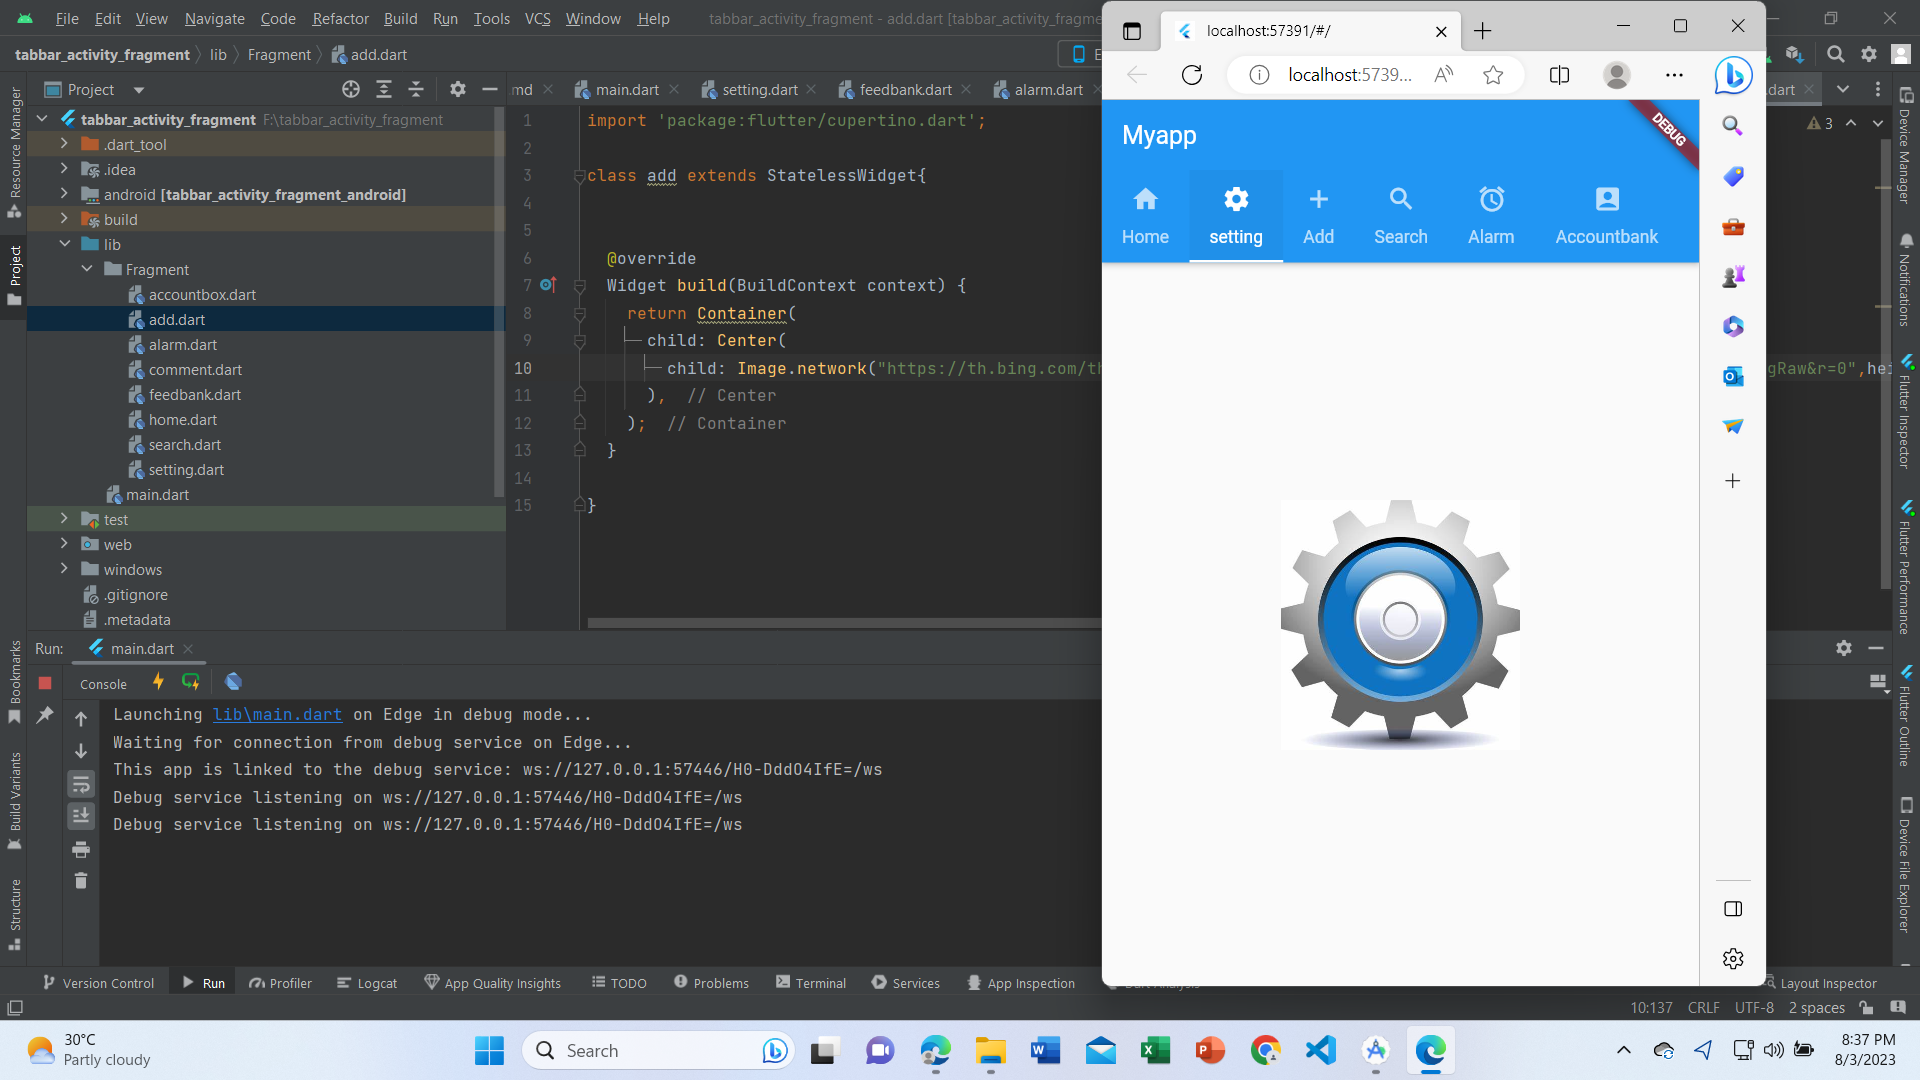 File Edit View Navigate Code Refactor Build Run Tools VCS Window Help
tabbar_activity_fragment - add.dart [tabbar_activity_fragme
tabbar_activity_fragment lib Fragment add.dart
Project
md main.dart setting.dart feedbank.dart alarm.dart
.dart
Resource Manager
Project
Bookmarks
Build Variants
Structure
tabbar_activity_fragment F:\tabbar_activity_fragment
.dart_tool
.idea
android [tabbar_activity_fragment_android]
build
lib
Fragment
accountbox.dart
add.dart
alarm.dart
comment.dart
feedbank.dart
home.dart
search.dart
setting.dart
main.dart
test
web
windows
.gitignore
.metadata
1 import 'package:flutter/cupertino.dart';
2
3 class add extends StatelessWidget{
4
5
6 @override
7 Widget build(BuildContext context) {
8 return Container(
9 child: Center(
10 child: Image.network("https://th.bing.com/th
gRaw&r=0",hei
11 ), // Center
12 ); // Container
13 }
14
15 }
3
localhost:57391/#/
localhost:5739...
Myapp
DEBUG
Home setting Add Search Alarm Accountbank
Device Manager
Notifications
Flutter Inspector
Flutter Performance
Flutter Outline
Device File Explorer
Run: main.dart
Console
Launching lib\main.dart on Edge in debug mode...
Waiting for connection from debug service on Edge...
This app is linked to the debug service: ws://127.0.0.1:57446/H0-DddO4IfE=/ws
Debug service listening on ws://127.0.0.1:57446/H0-DddO4IfE=/ws
Debug service listening on ws://127.0.0.1:57446/H0-DddO4IfE=/ws
Version Control Run Profiler Logcat App Quality Insights TODO Problems Terminal Services App Inspection Layout Inspector
10:137 CRLF UTF-8 2 spaces
30°C
Partly cloudy
Search
8:37 PM
8/3/2023